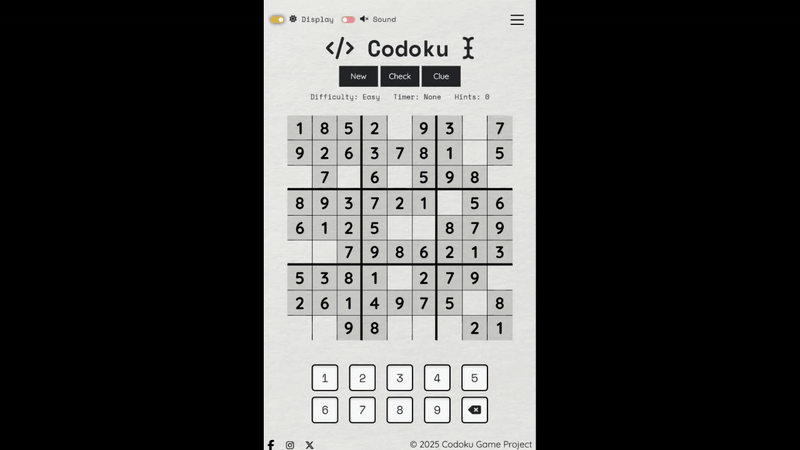 Display Sound
</> Codoku
New Check Clue
Difficulty: Easy Timer: None Hints: 0
1 8 5 2 9 3 7
9 2 6 3 7 8 1 5
7 6 5 9 8
8 9 3 7 2 1 5 6
6 1 2 5 8 7 9
7 9 8 6 2 1 3
5 3 8 1 2 7 9
2 6 1 4 9 7 5 8
9 8 2 1
1 2 3 4 5
6 7 8 9
© 2025 Codoku Game Project